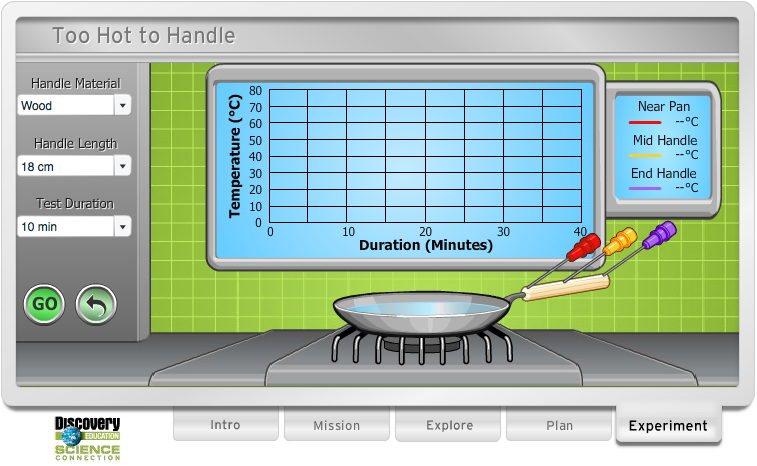 Too Hot to Handle
Handle Material
Wood
Handle Length
18 cm
Test Duration
10 min
GO
Temperature (°C)
80
70
60
50
40
30
20
10
0
0 10 20 30 40
Duration (Minutes)
Near Pan
--°C
Mid Handle
--°C
End Handle
--°C
Discovery
EDUCATION
SCIENCE
CONNECTION
Intro
Mission
Explore
Plan
Experiment